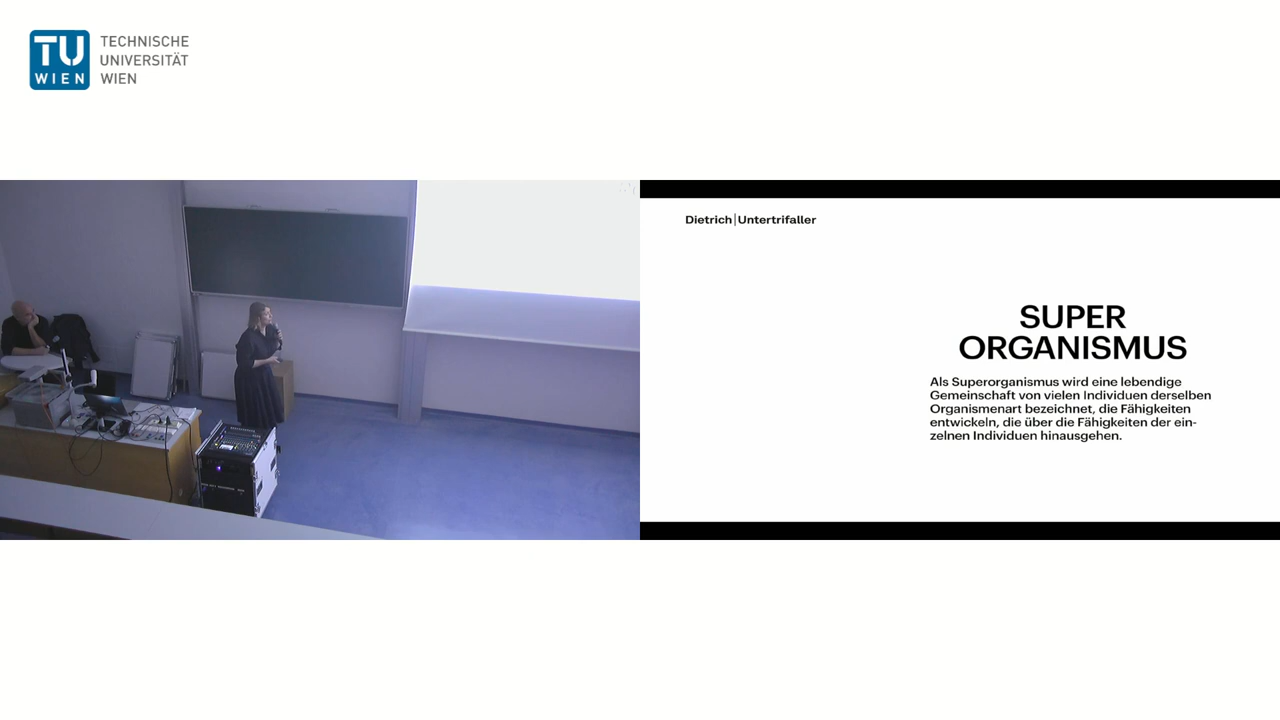 TU
WIEN
TECHNISCHE
UNIVERSITÄT
WIEN
Dietrich|Untertrifaller
SUPER
ORGANISMUS
Als Superorganismus wird eine lebendige
Gemeinschaft von vielen Individuen derselben
Organismenart bezeichnet, die Fähigkeiten
entwickeln, die über die Fähigkeiten der ein-
zelnen Individuen hinausgehen.